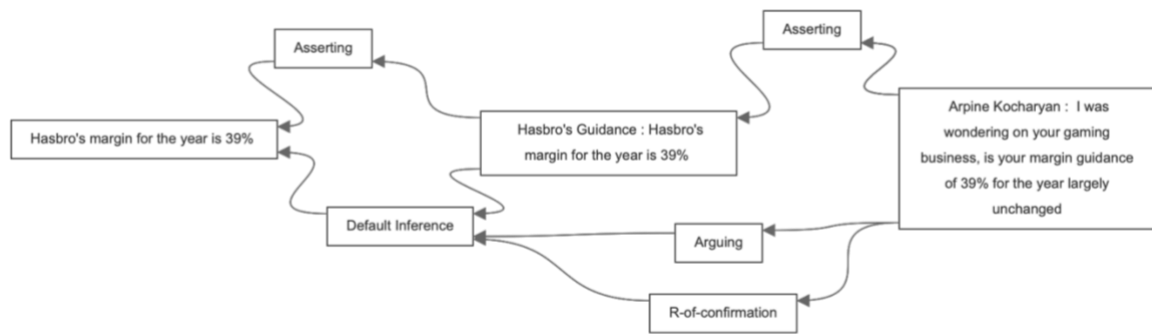 Asserting
Asserting
Hasbro's margin for the year is 39%
Hasbro's Guidance : Hasbro's
margin for the year is 39%
Arpine Kocharyan :  I was
wondering on your gaming
business, is your margin guidance
of 39% for the year largely
unchanged
Default Inference
Arguing
R-of-confirmation